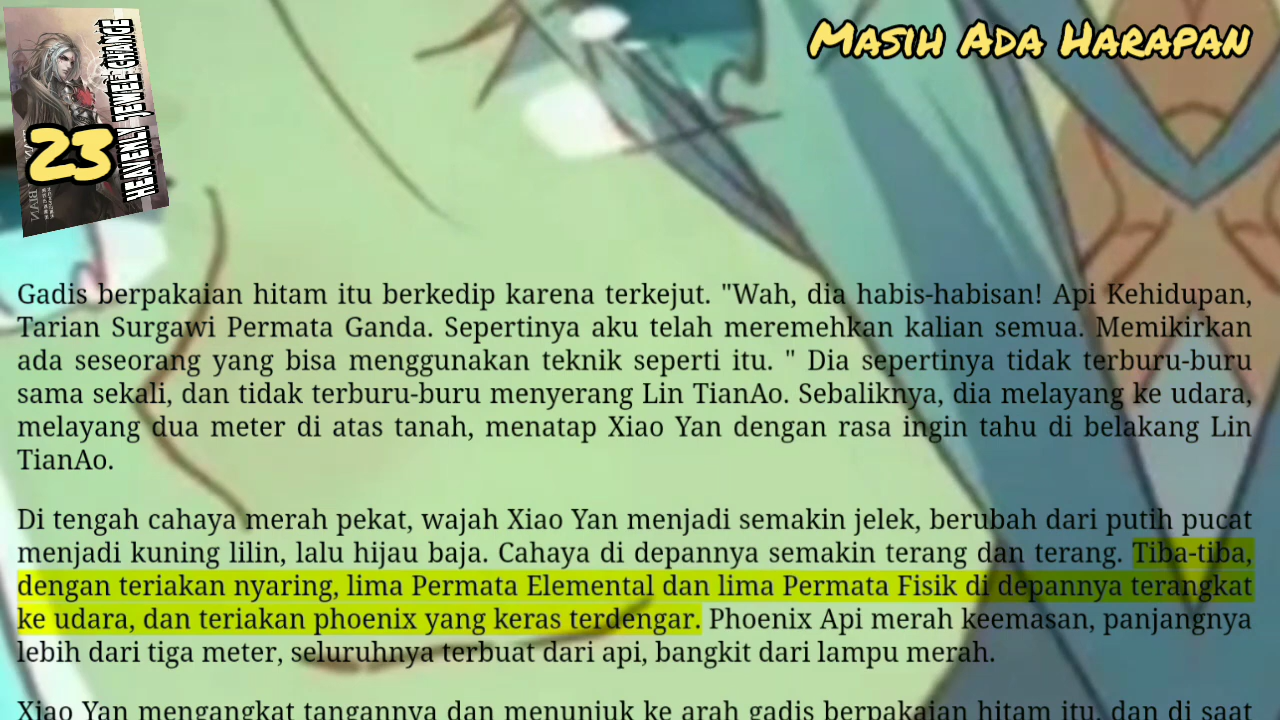 Masih Ada Harapan
HEAVENLY JEWEL CHANGE
23
Gadis berpakaian hitam itu berkedip karena terkejut. "Wah, dia habis-habisan! Api Kehidupan,
Tarian Surgawi Permata Ganda. Sepertinya aku telah meremehkan kalian semua. Memikirkan
ada seseorang yang bisa menggunakan teknik seperti itu. " Dia sepertinya tidak terburu-buru
sama sekali, dan tidak terburu-buru menyerang Lin TianAo. Sebaliknya, dia melayang ke udara,
melayang dua meter di atas tanah, menatap Xiao Yan dengan rasa ingin tahu di belakang Lin
TianAo.
Di tengah cahaya merah pekat, wajah Xiao Yan menjadi semakin jelek, berubah dari putih pucat
menjadi kuning lilin, lalu hijau baja. Cahaya di depannya semakin terang dan terang. Tiba-tiba,
dengan teriakan nyaring, lima Permata Elemental dan lima Permata Fisik di depannya terangkat
ke udara, dan teriakan phoenix yang keras terdengar. Phoenix Api merah keemasan, panjangnya
lebih dari tiga meter, seluruhnya terbuat dari api, bangkit dari lampu merah.
Xiao Yan mengangkat tangannya dan menunjuk ke arah gadis berpakaian hitam itu, dan di saat